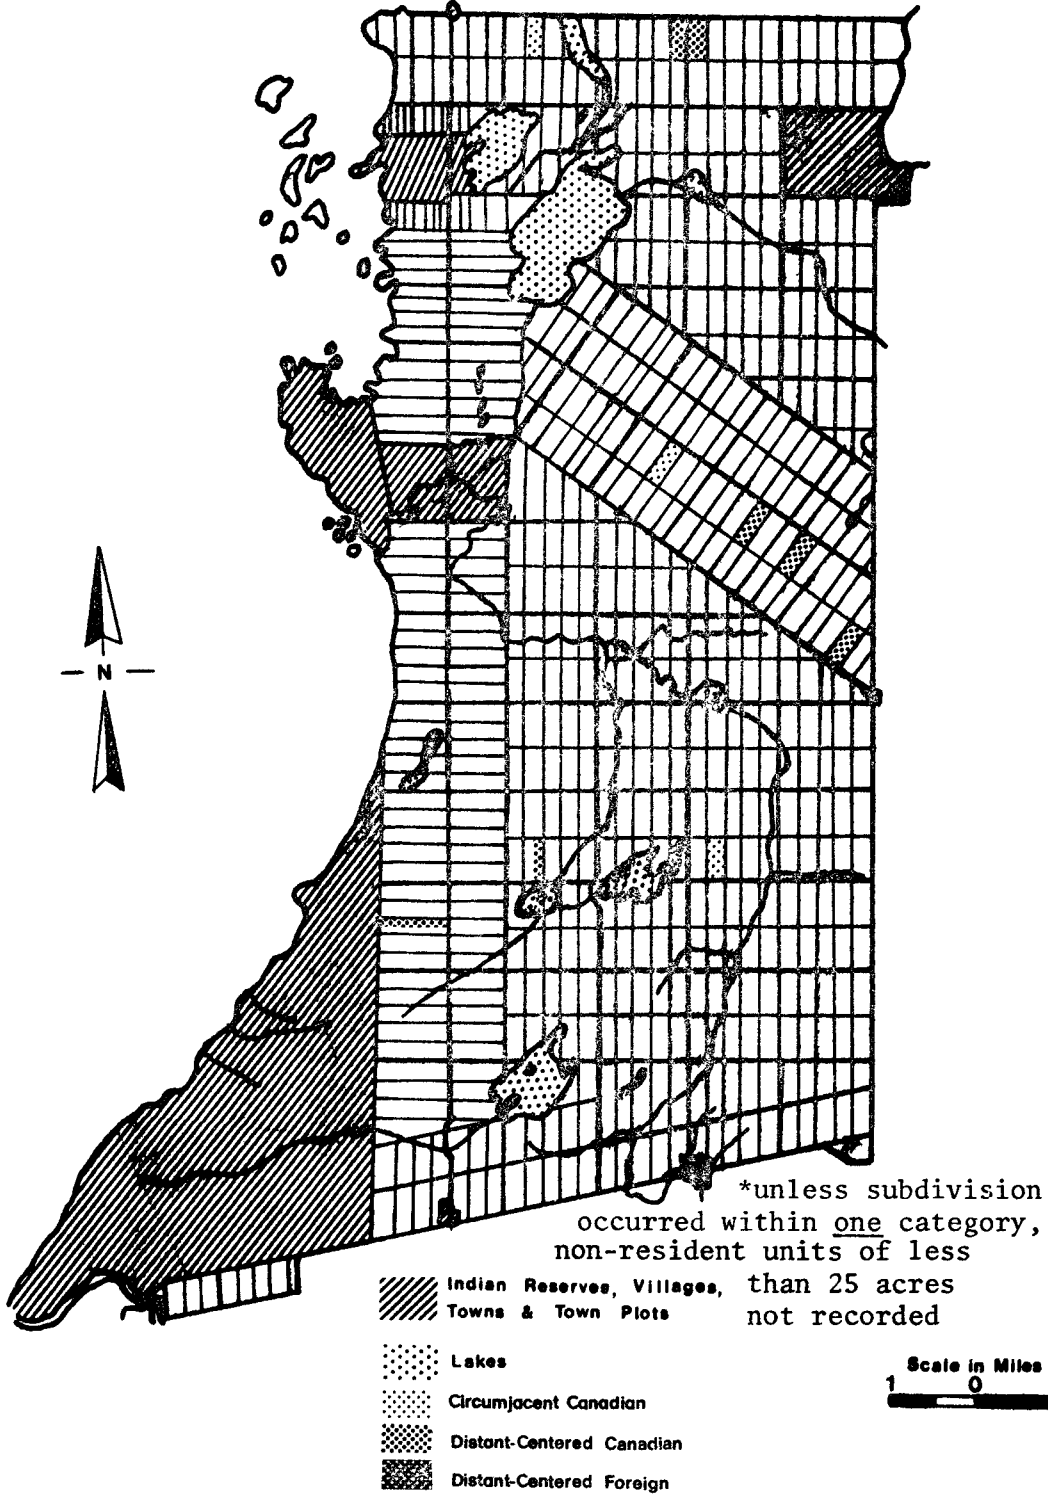 N
*unless subdivision
occurred within one category,
non-resident units of less
than 25 acres
not recorded
Indian Reserves, Villages,
Towns & Town Plots
Lakes
Circumjacent Canadian
Distant-Centered Canadian
Distant-Centered Foreign
Scale in Miles
1 0